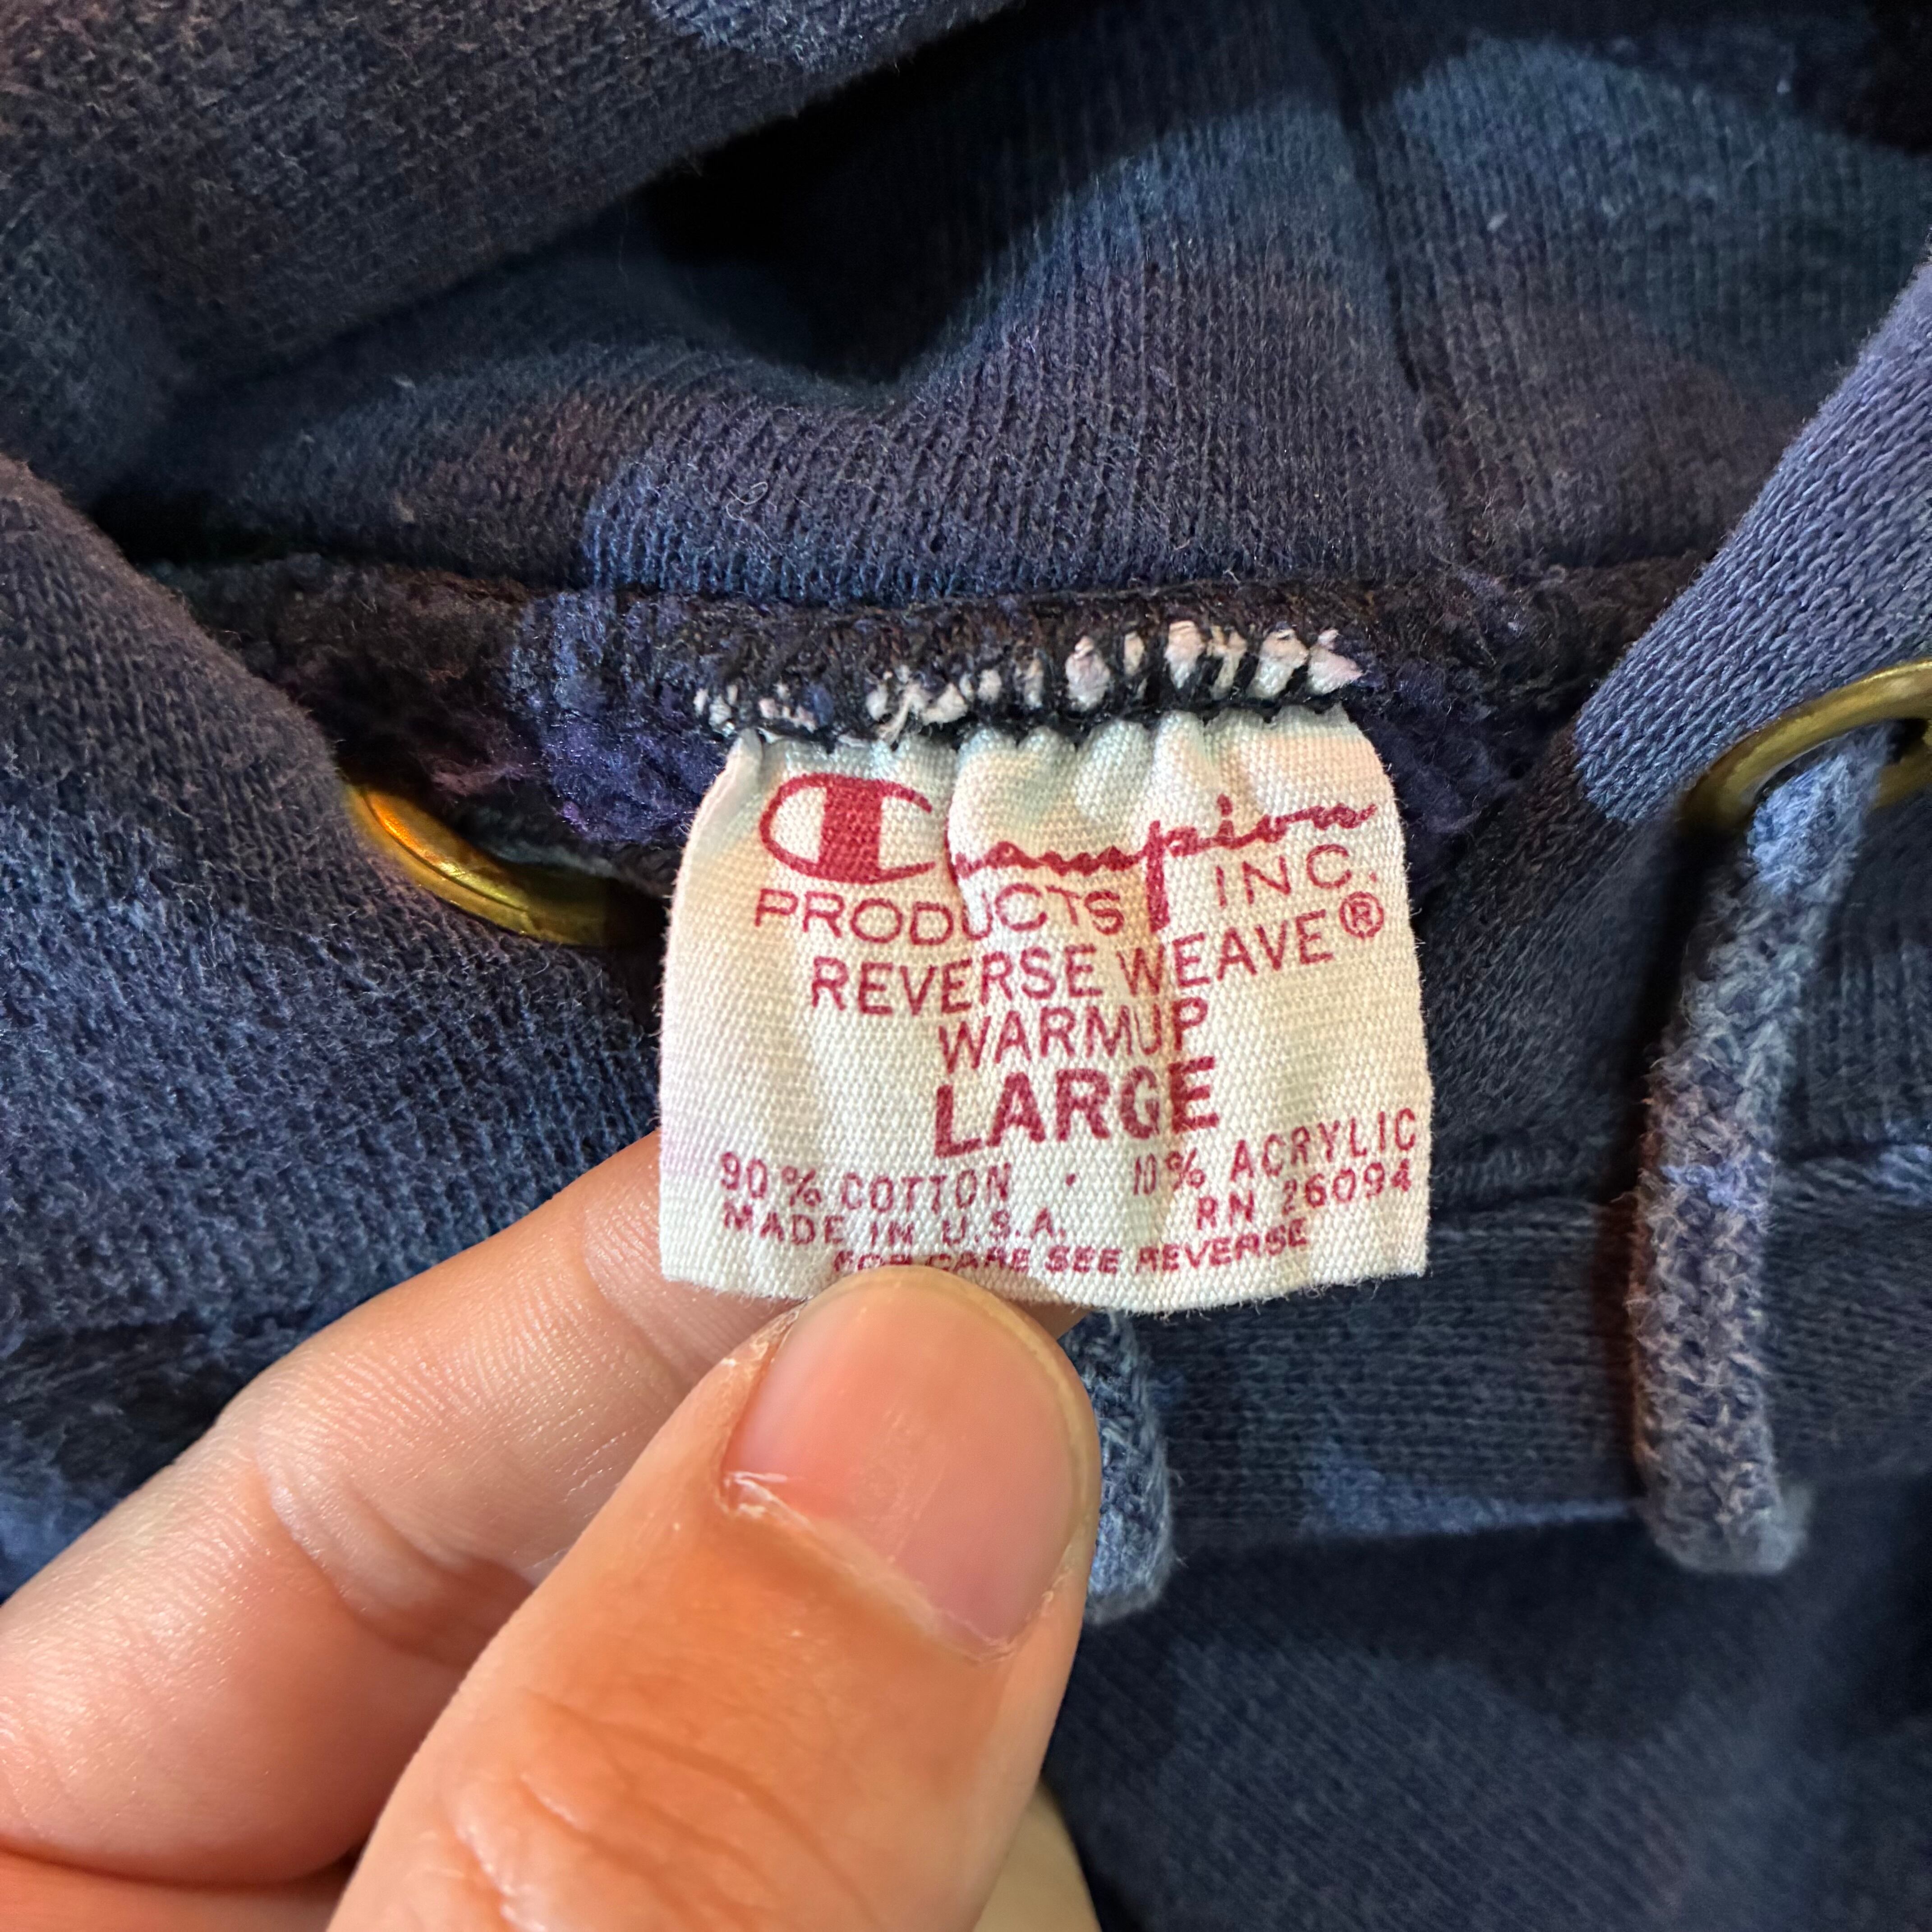 Champion
PRODUCTS INC.
REVERSE WEAVE®
WARMUP
LARGE
90% COTTON · 10% ACRYLIC
MADE IN U.S.A. RN 26094
FOR CARE SEE REVERSE